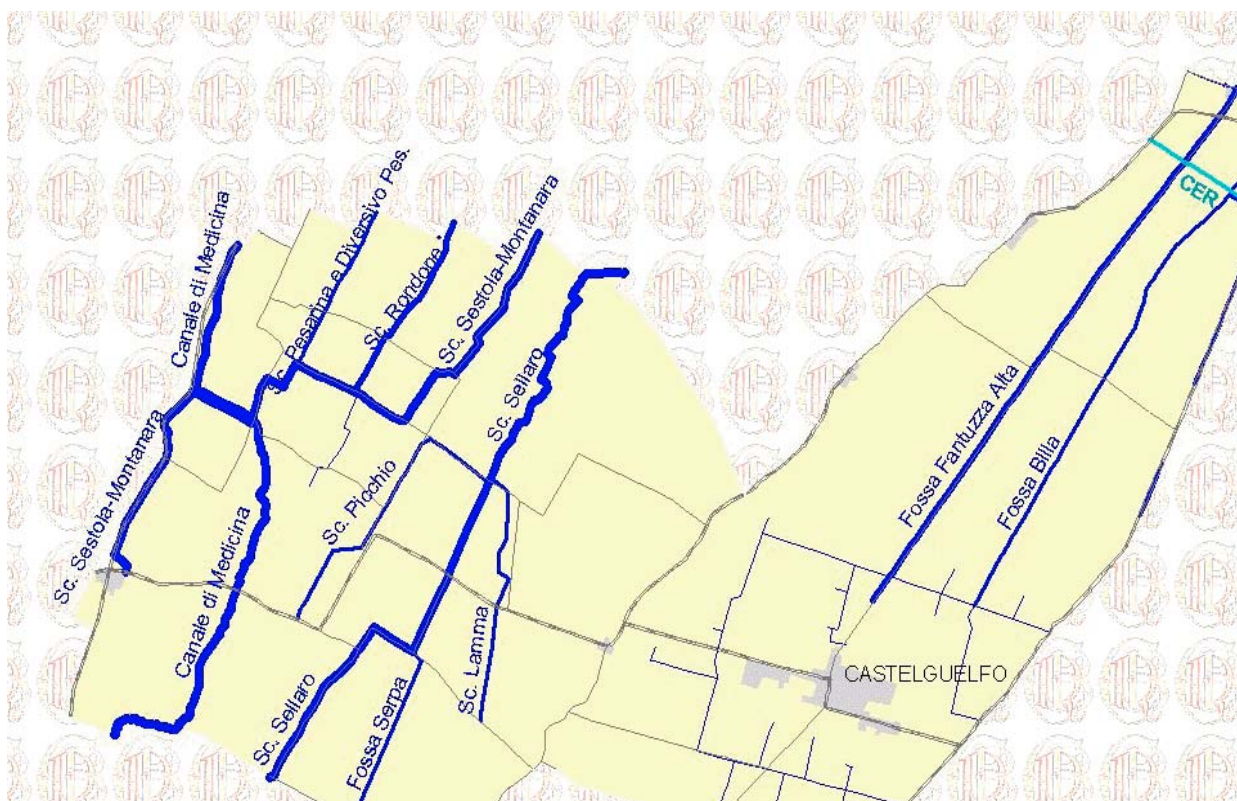 Canale di Medicina
Sc. Pesarina e Diversivo Pes.
Sc. Rondone
Sc. Sestola-Montanara
CER
Sc. Sellaro
Sc. Sestola-Montanara
Sc. Picchio
Fossa Fantuzza Alta
Fossa Billa
Canale di Medicina
Sc. Lamma
CASTELGUELFO
Sc. Sellaro
Fossa Serpa